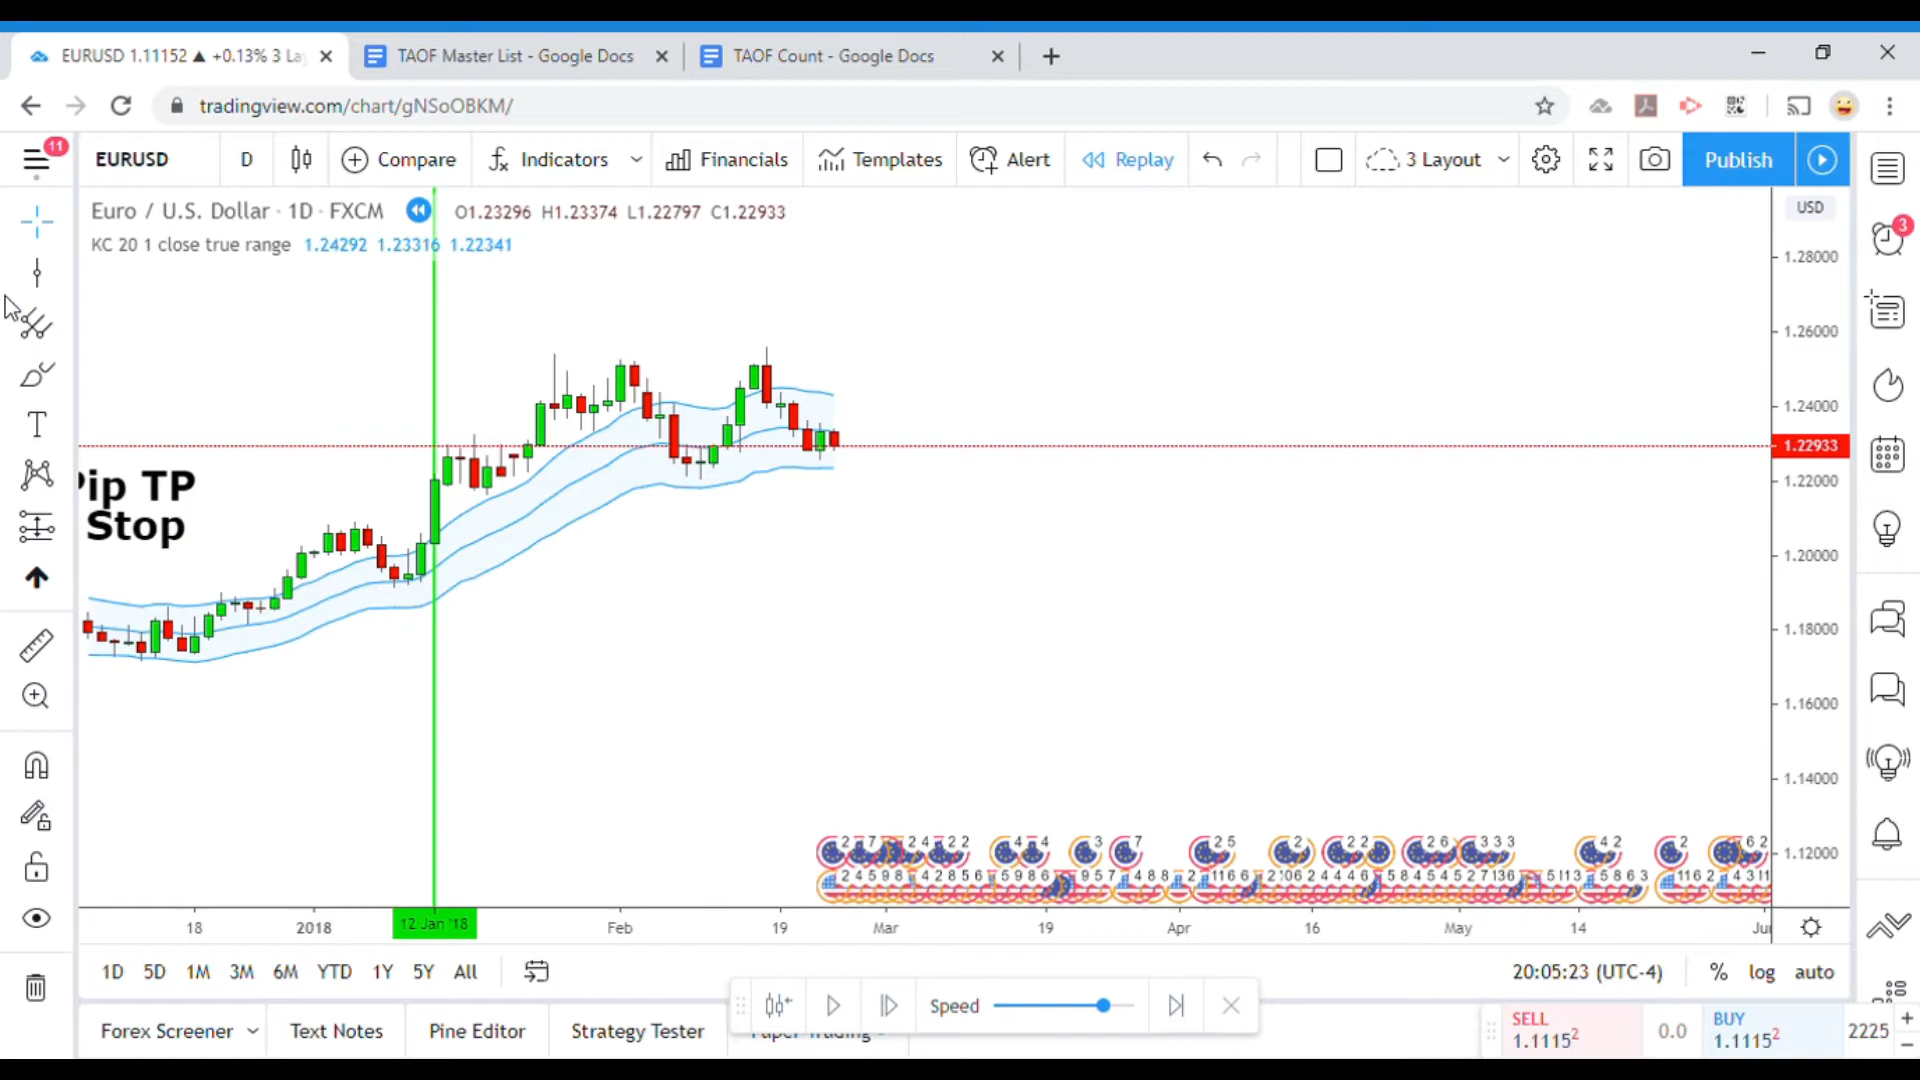 EURUSD 1.11152 ▲ +0.13% 3 La
TAOF Master List - Google Docs
TAOF Count - Google Docs
tradingview.com/chart/gNSoOBKM/
11
EURUSD
D
Compare
Indicators
Financials
Templates
Alert
Replay
3 Layout
Publish
Euro / U.S. Dollar · 1D · FXCM
O1.23296 H1.23374 L1.22797 C1.22933
KC 20 1 close true range 1.24292 1.23316 1.22341
USD
3
1.28000
1.26000
1.24000
1.22933
1.22000
1.20000
1.18000
1.16000
1.14000
1.12000
Pip TP
Stop
18
2018
12 Jan '18
Feb
19
Mar
19
Apr
16
May
14
1D 5D 1M 3M 6M YTD 1Y 5Y All
20:05:23 (UTC-4)
% log auto
Speed
Forex Screener
Text Notes
Pine Editor
Strategy Tester
Paper Trading
SELL
1.11152
0.0
BUY
1.11152
2225